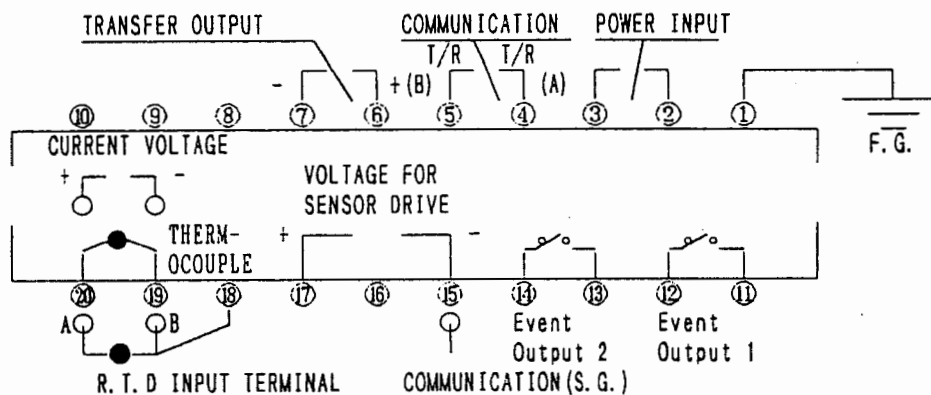 TRANSFER OUTPUT COMMUNICATION POWER INPUT
T/R T/R
- + (B) (A)
⑩ ⑨ ⑧ ⑦ ⑥ ⑤ ④ ③ ② ①
F.G.
CURRENT VOLTAGE
+ -
VOLTAGE FOR
SENSOR DRIVE
THERM-
OCOUPLE
+ -
⑳ ⑲ ⑱ ⑰ ⑯ ⑮ ⑭ ⑬ ⑫ ⑪
A B
Event Event
Output 2 Output 1
R.T.D INPUT TERMINAL COMMUNICATION(S.G.)